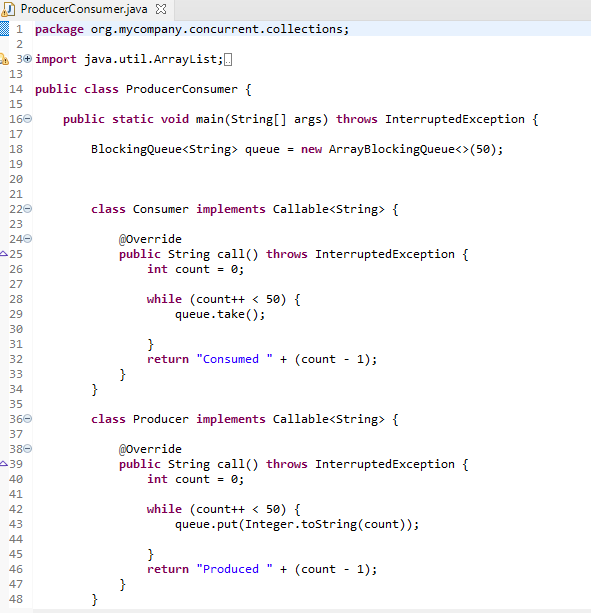 ProducerConsumer.java
1 package org.mycompany.concurrent.collections;
2
3 import java.util.ArrayList;
13
14 public class ProducerConsumer {
15
16     public static void main(String[] args) throws InterruptedException {
17
18         BlockingQueue<String> queue = new ArrayBlockingQueue<>(50);
19
20
21
22         class Consumer implements Callable<String> {
23
24             @Override
25             public String call() throws InterruptedException {
26                 int count = 0;
27
28                 while (count++ < 50) {
29                     queue.take();
30
31                 }
32                 return "Consumed " + (count - 1);
33             }
34         }
35
36         class Producer implements Callable<String> {
37
38             @Override
39             public String call() throws InterruptedException {
40                 int count = 0;
41
42                 while (count++ < 50) {
43                     queue.put(Integer.toString(count));
44
45                 }
46                 return "Produced " + (count - 1);
47             }
48         }